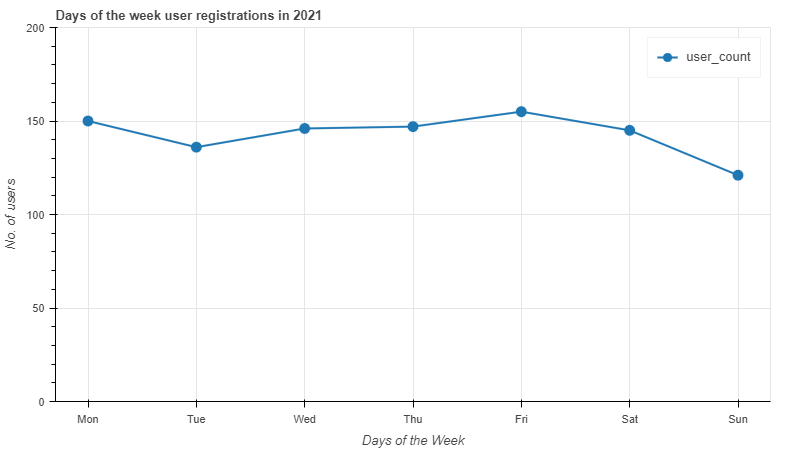 Days of the week user registrations in 2021
200
user_count
150
100
50
0
No. of users
Mon Tue Wed Thu Fri Sat Sun
Days of the Week